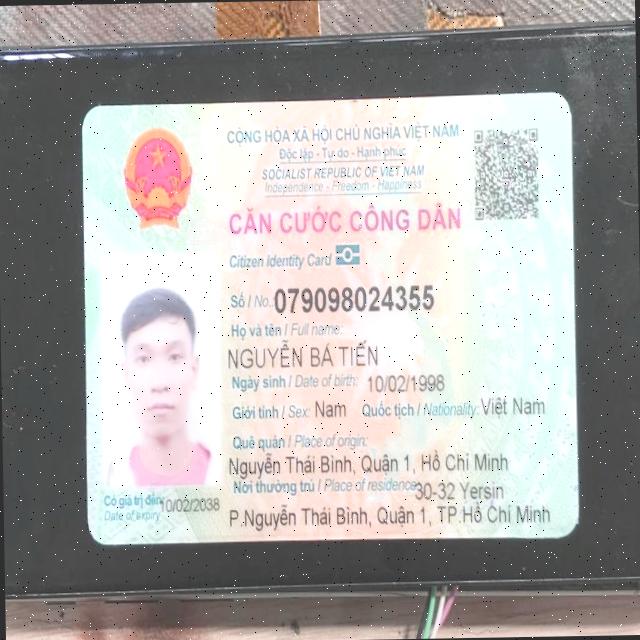 CỘNG HÒA XÃ HỘI CHỦ NGHĨA VIỆT NAM
Độc lập - Tự do - Hạnh phúc
SOCIALIST REPUBLIC OF VIET NAM
Independence - Freedom - Happiness
CĂN CƯỚC CÔNG DÂN
Citizen Identity Card
Số / No. 079098024355
Họ và tên / Full name:
NGUYỄN BÁ TIẾN
Ngày sinh / Date of birth: 10/02/1998
Giới tính / Sex: Nam Quốc tịch / Nationality: Việt Nam
Quê quán / Place of origin:
Nguyễn Thái Bình, Quận 1, Hồ Chí Minh
Nơi thường trú / Place of residence: 30-32 Yersin
P.Nguyễn Thái Bình, Quận 1, TP.Hồ Chí Minh
Có giá trị đến: 10/02/2038
Date of expiry